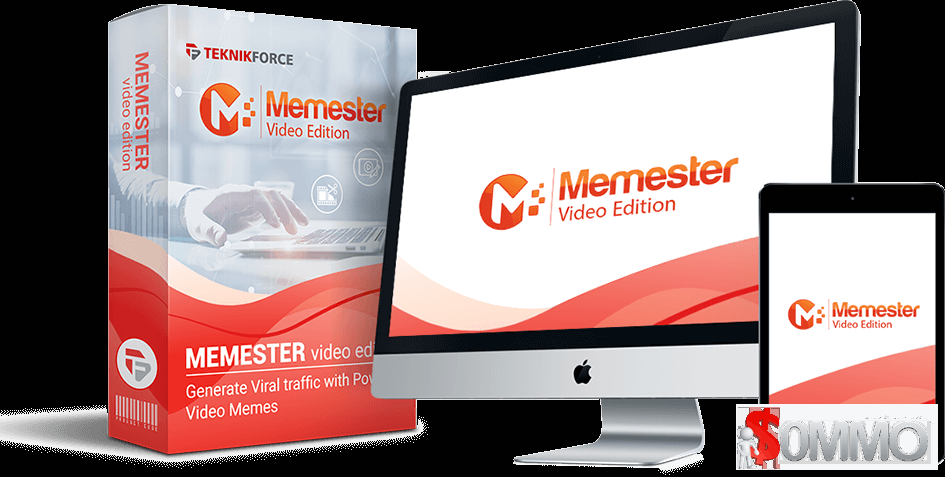 TEKNIKFORCE
Memester
Video Edition
MEMESTER
video edition
MEMESTER video edi
Generate Viral traffic with Pov
Video Memes
Memester
Video Edition
Memester
Video Edition
$OMMO